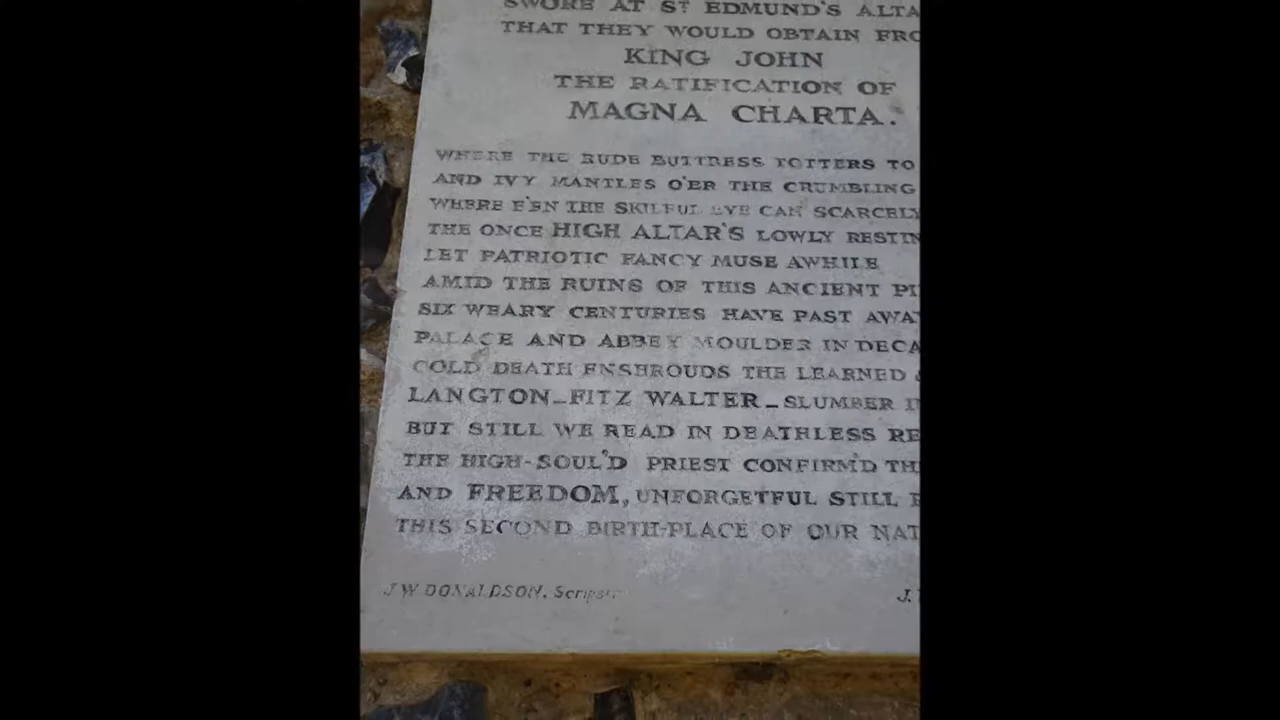 SWORE AT ST EDMUND'S ALTA
THAT THEY WOULD OBTAIN FRO
KING JOHN
THE RATIFICATION OF
MAGNA CHARTA.
WHERE THE RUDE BUTTRESS TOTTERS TO
AND IVY MANTLES O'ER THE CRUMBLING
WHERE E'EN THE SKILFUL EYE CAN SCARCELY
THE ONCE HIGH ALTAR'S LOWLY RESTIN
LET PATRIOTIC FANCY MUSE AWHILE
AMID THE RUINS OF THIS ANCIENT PI
SIX WEARY CENTURIES HAVE PAST AWA
PALACE AND ABBEY MOULDER IN DECA
COLD DEATH ENSHROUDS THE LEARNED
LANGTON_FITZ WALTER_SLUMBER I
BUT STILL WE READ IN DEATHLESS RE
THE HIGH-SOUL'D PRIEST CONFIRM'D TH
AND FREEDOM, UNFORGETFUL STILL
THIS SECOND BIRTH-PLACE OF OUR NAT
J W DONALDSON. Scrips
J.